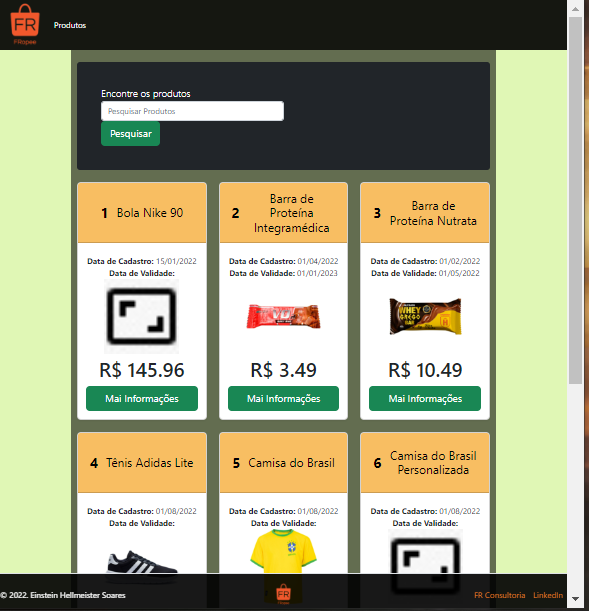 FR
FRopee
Produtos
Encontre os produtos
Pesquisar Produtos
Pesquisar
1 Bola Nike 90
Data de Cadastro: 15/01/2022
Data de Validade:
R$ 145.96
Mai Informações
2 Barra de
Proteína
Integramédica
Data de Cadastro: 01/04/2022
Data de Validade: 01/01/2023
R$ 3.49
Mai Informações
3 Barra de
Proteína Nutrata
Data de Cadastro: 01/02/2022
Data de Validade: 01/05/2022
WHEY
GREGO
BAR
R$ 10.49
Mai Informações
4 Tênis Adidas Lite
Data de Cadastro: 01/08/2022
Data de Validade:
5 Camisa do Brasil
Data de Cadastro: 01/08/2022
Data de Validade:
6 Camisa do Brasil
Personalizada
Data de Cadastro: 01/08/2022
Data de Validade:
© 2022. Einstein Hellmeister Soares
FR
FR Consultoria
LinkedIn